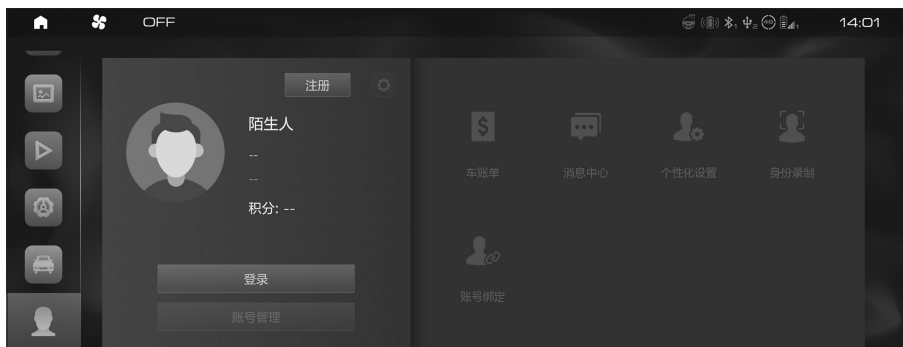 OFF
14:01
注册
陌生人
--
--
积分: --
登录
账号管理
车账单
消息中心
个性化设置
身份录制
账号绑定